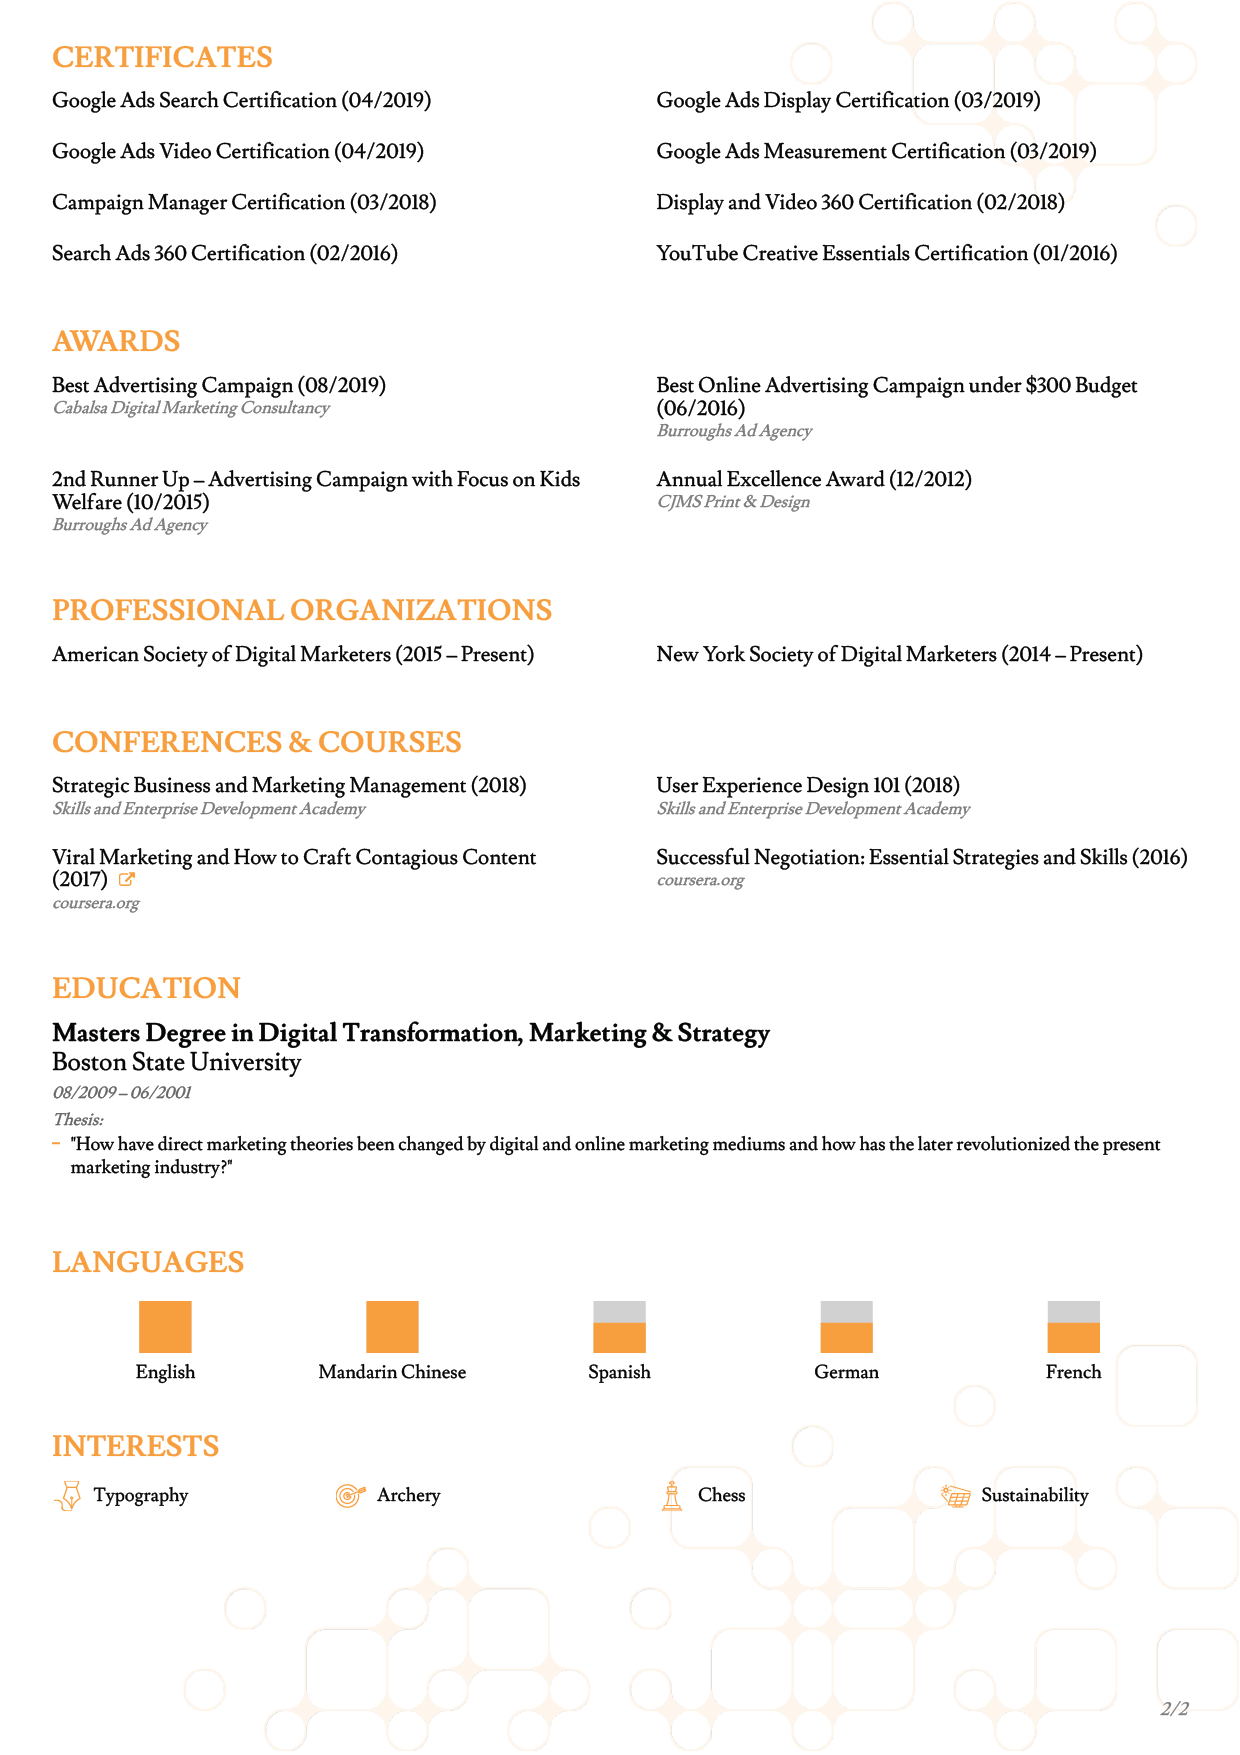 CERTIFICATES
Google Ads Search Certification (04/2019)
Google Ads Display Certification (03/2019)
Google Ads Video Certification (04/2019)
Google Ads Measurement Certification (03/2019)
Campaign Manager Certification (03/2018)
Display and Video 360 Certification (02/2018)
Search Ads 360 Certification (02/2016)
YouTube Creative Essentials Certification (01/2016)
AWARDS
Best Advertising Campaign (08/2019)
Cabalsa Digital Marketing Consultancy
Best Online Advertising Campaign under $300 Budget
(06/2016)
Burroughs Ad Agency
2nd Runner Up – Advertising Campaign with Focus on Kids
Welfare (10/2015)
Burroughs Ad Agency
Annual Excellence Award (12/2012)
CJMS Print & Design
PROFESSIONAL ORGANIZATIONS
American Society of Digital Marketers (2015 – Present)
New York Society of Digital Marketers (2014 – Present)
CONFERENCES & COURSES
Strategic Business and Marketing Management (2018)
Skills and Enterprise Development Academy
User Experience Design 101 (2018)
Skills and Enterprise Development Academy
Viral Marketing and How to Craft Contagious Content
(2017)
coursera.org
Successful Negotiation: Essential Strategies and Skills (2016)
coursera.org
EDUCATION
Masters Degree in Digital Transformation, Marketing & Strategy
Boston State University
08/2009 – 06/2001
Thesis:
– "How have direct marketing theories been changed by digital and online marketing mediums and how has the later revolutionized the present
marketing industry?"
LANGUAGES
English
Mandarin Chinese
Spanish
German
French
INTERESTS
Typography
Archery
Chess
Sustainability
2/2